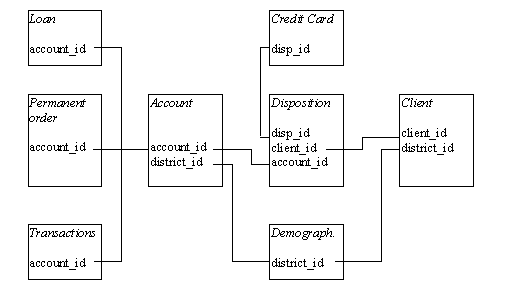 Loan
account_id
Credit Card
disp_id
Permanent
order
account_id
Account
account_id
district_id
Disposition
disp_id
client_id
account_id
Client
client_id
district_id
Transactions
account_id
Demograph.
district_id